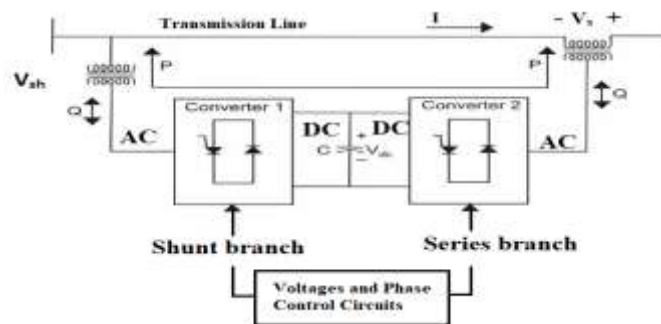 Transmission Line
I
- Vs +
P
P
Vsh
Q
Q
Converter 1
Converter 2
AC
DC
DC
AC
+
C
Vdc
-
Shunt branch
Series branch
Voltages and Phase
Control Circuits